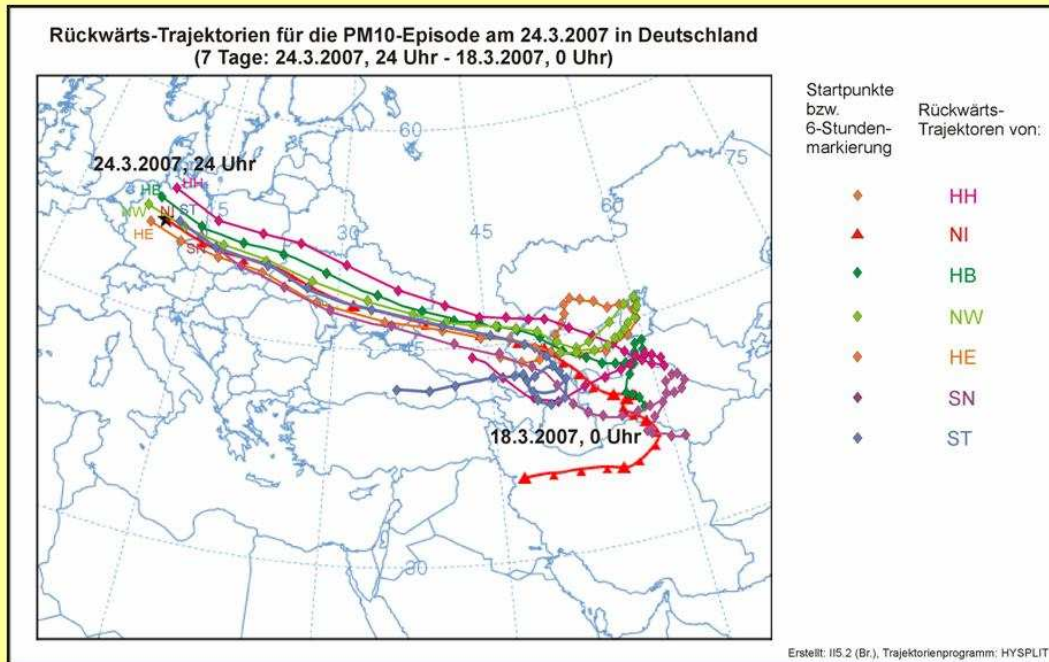 Rückwärts-Trajektorien für die PM10-Episode am 24.3.2007 in Deutschland
(7 Tage: 24.3.2007, 24 Uhr - 18.3.2007, 0 Uhr)
Startpunkte
bzw.
6-Stunden-
markierung
Rückwärts-
Trajektoren von:
60
75
24.3.2007, 24 Uhr
60
HB
HH
NW
NI
ST
15
30
45
HE
SN
45
18.3.2007, 0 Uhr
30
HH
NI
HB
NW
HE
SN
ST
Erstellt: II5.2 (Br.), Trajektorienprogramm: HYSPLIT